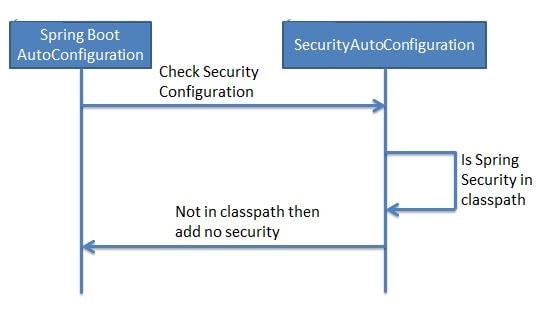 Spring Boot
AutoConfiguration
SecurityAutoConfiguration
Check Security
Configuration
Is Spring
Security in
classpath
Not in classpath then
add no security